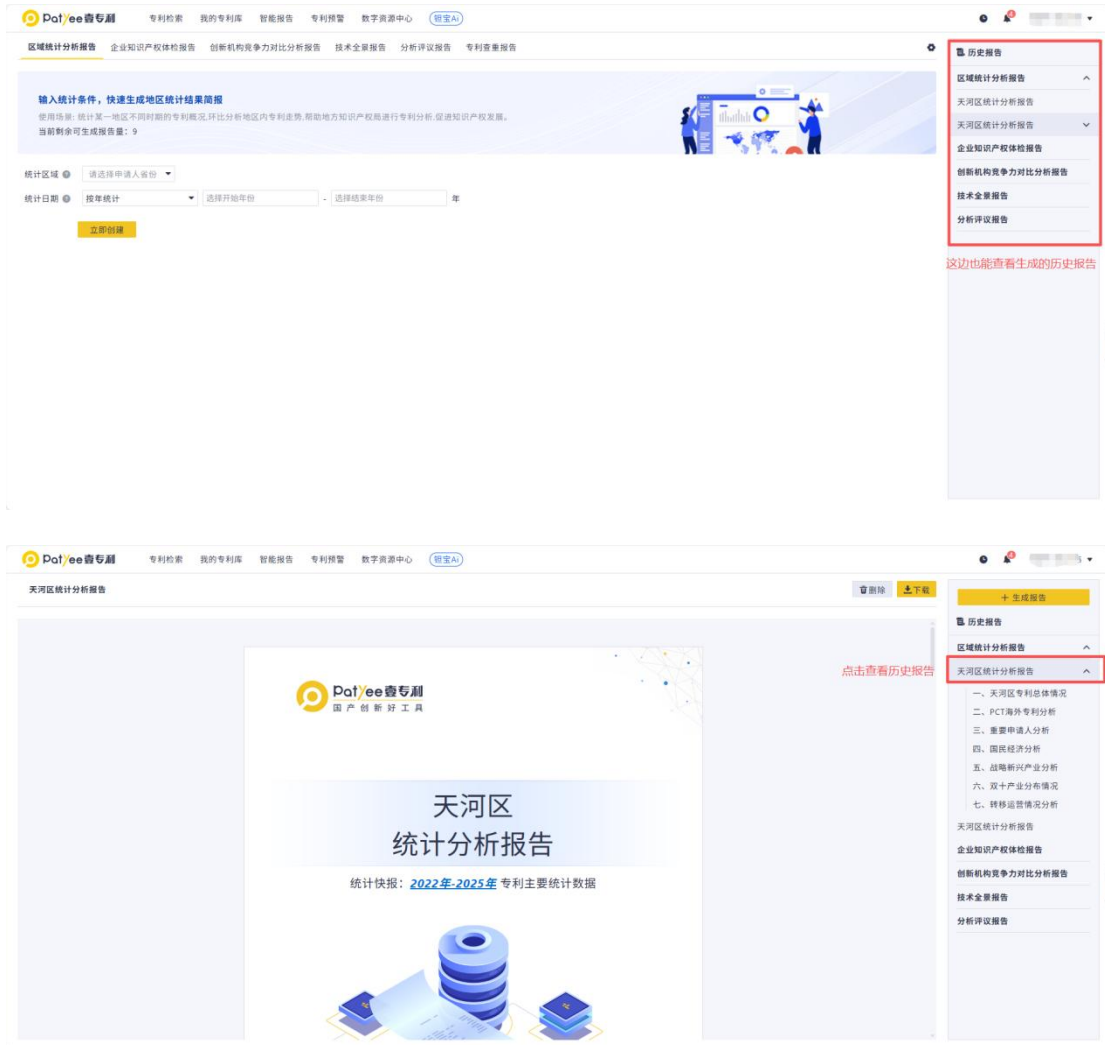 Patyee壹专利 专利检索 我的专利库 智能报告 专利预警 数字资源中心 钽宝Ai 4
区域统计分析报告 企业知识产权体检报告 创新机构竞争力对比分析报告 技术全景报告 分析评议报告 专利查重报告
输入统计条件，快速生成地区统计结果简报
使用场景: 统计某一地区不同时期的专利概况,环比分析地区内专利走势,帮助地方知识产权局进行专利分析,促进知识产权发展。
当前剩余可生成报告量：9
统计区域 请选择申请人省份
统计日期 按年统计 选择开始年份 - 选择结束年份 年
立即创建
历史报告
区域统计分析报告
天河区统计分析报告
天河区统计分析报告
企业知识产权体检报告
创新机构竞争力对比分析报告
技术全景报告
分析评议报告
这边也能查看生成的历史报告
Patyee壹专利 专利检索 我的专利库 智能报告 专利预警 数字资源中心 钽宝Ai 4
天河区统计分析报告 删除 下载
Patyee壹专利
国产创新好工具
天河区
统计分析报告
统计快报：2022年-2025年 专利主要统计数据
点击查看历史报告
+ 生成报告
历史报告
区域统计分析报告
天河区统计分析报告
一、天河区专利总体情况
二、PCT海外专利分析
三、重要申请人分析
四、国民经济分析
五、战略新兴产业分析
六、双十产业分布情况
七、转移运营情况分析
天河区统计分析报告
企业知识产权体检报告
创新机构竞争力对比分析报告
技术全景报告
分析评议报告